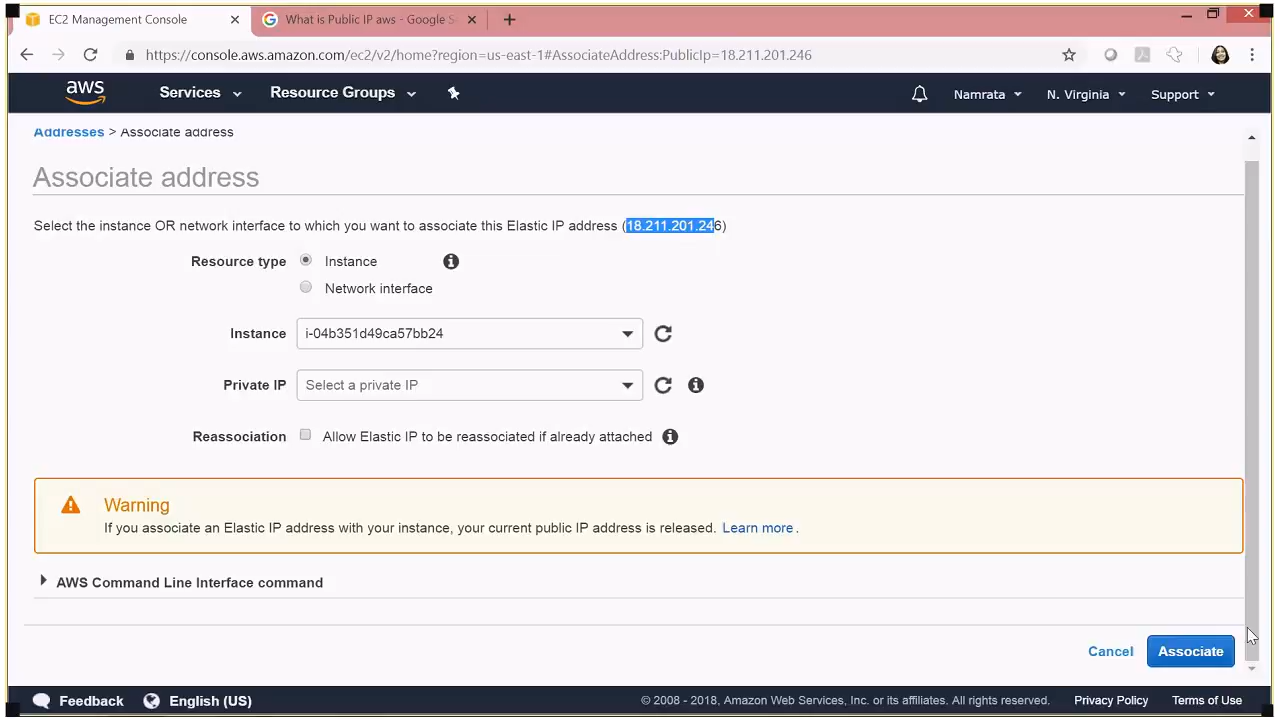 EC2 Management Console
What is Public IP aws - Google S
https://console.aws.amazon.com/ec2/v2/home?region=us-east-1#AssociateAddress:PublicIp=18.211.201.246
aws Services Resource Groups Namrata N. Virginia Support
Addresses > Associate address
Associate address
Select the instance OR network interface to which you want to associate this Elastic IP address (18.211.201.246)
Resource type Instance
Network interface
Instance i-04b351d49ca57bb24
Private IP Select a private IP
Reassociation Allow Elastic IP to be reassociated if already attached
Warning
If you associate an Elastic IP address with your instance, your current public IP address is released. Learn more.
AWS Command Line Interface command
Cancel Associate
Feedback English (US) © 2008 - 2018, Amazon Web Services, Inc. or its affiliates. All rights reserved. Privacy Policy Terms of Use